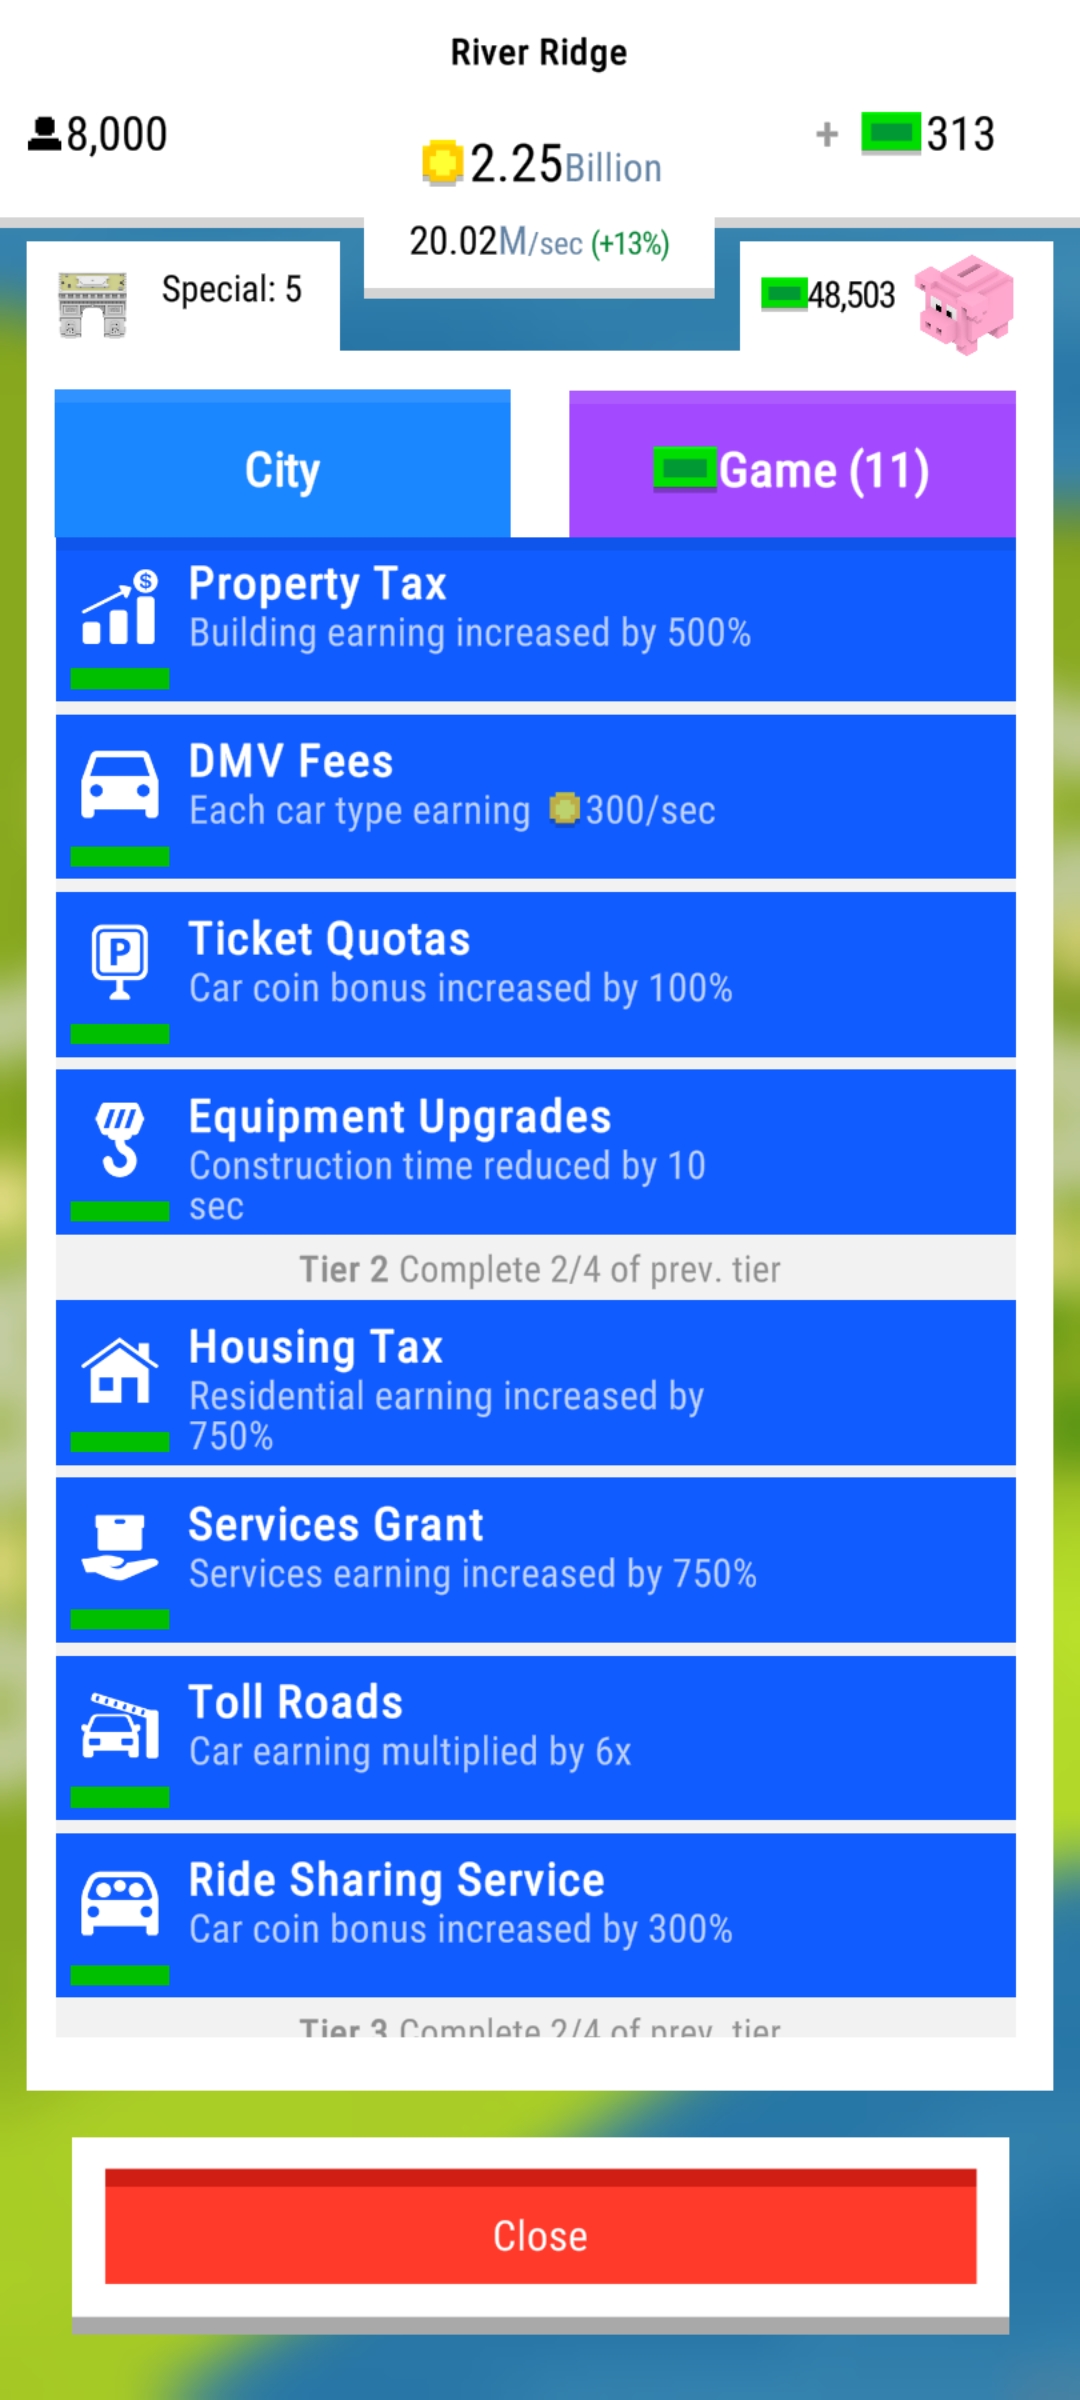 River Ridge
8,000
2.25Billion
+ 313
20.02M/sec (+13%)
Special: 5
48,503
City
Game (11)
Property Tax
Building earning increased by 500%
DMV Fees
Each car type earning 300/sec
P
Ticket Quotas
Car coin bonus increased by 100%
Equipment Upgrades
Construction time reduced by 10
sec
Tier 2 Complete 2/4 of prev. tier
Housing Tax
Residential earning increased by
750%
Services Grant
Services earning increased by 750%
Toll Roads
Car earning multiplied by 6x
Ride Sharing Service
Car coin bonus increased by 300%
Tier 3 Complete 2/4 of prev. tier
Close